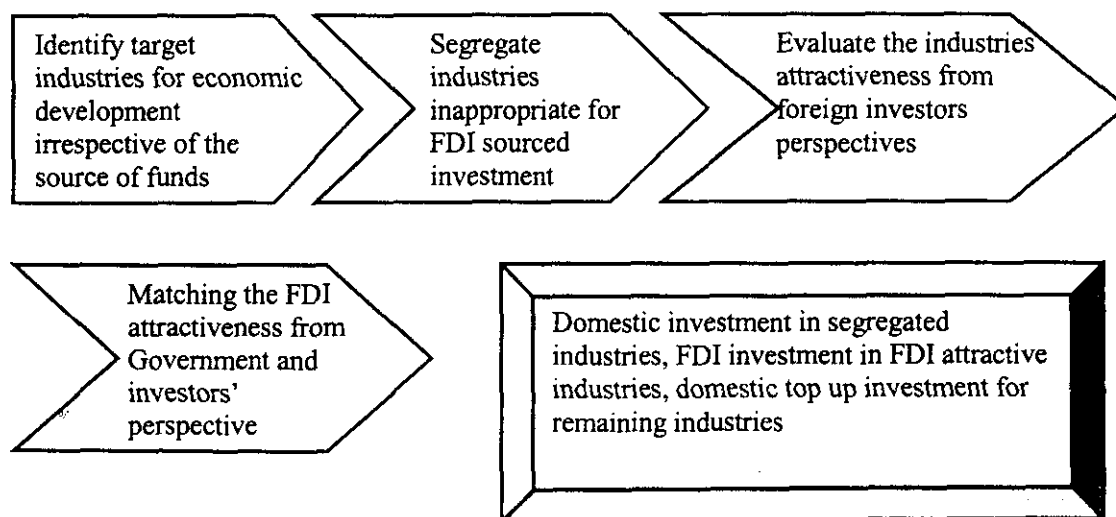 Identify target
industries for economic
development
irrespective of the
source of funds
Segregate
industries
inappropriate for
FDI sourced
investment
Evaluate the industries
attractiveness from
foreign investors
perspectives
Matching the FDI
attractiveness from
Government and
investors'
perspective
Domestic investment in segregated
industries, FDI investment in FDI attractive
industries, domestic top up investment for
remaining industries